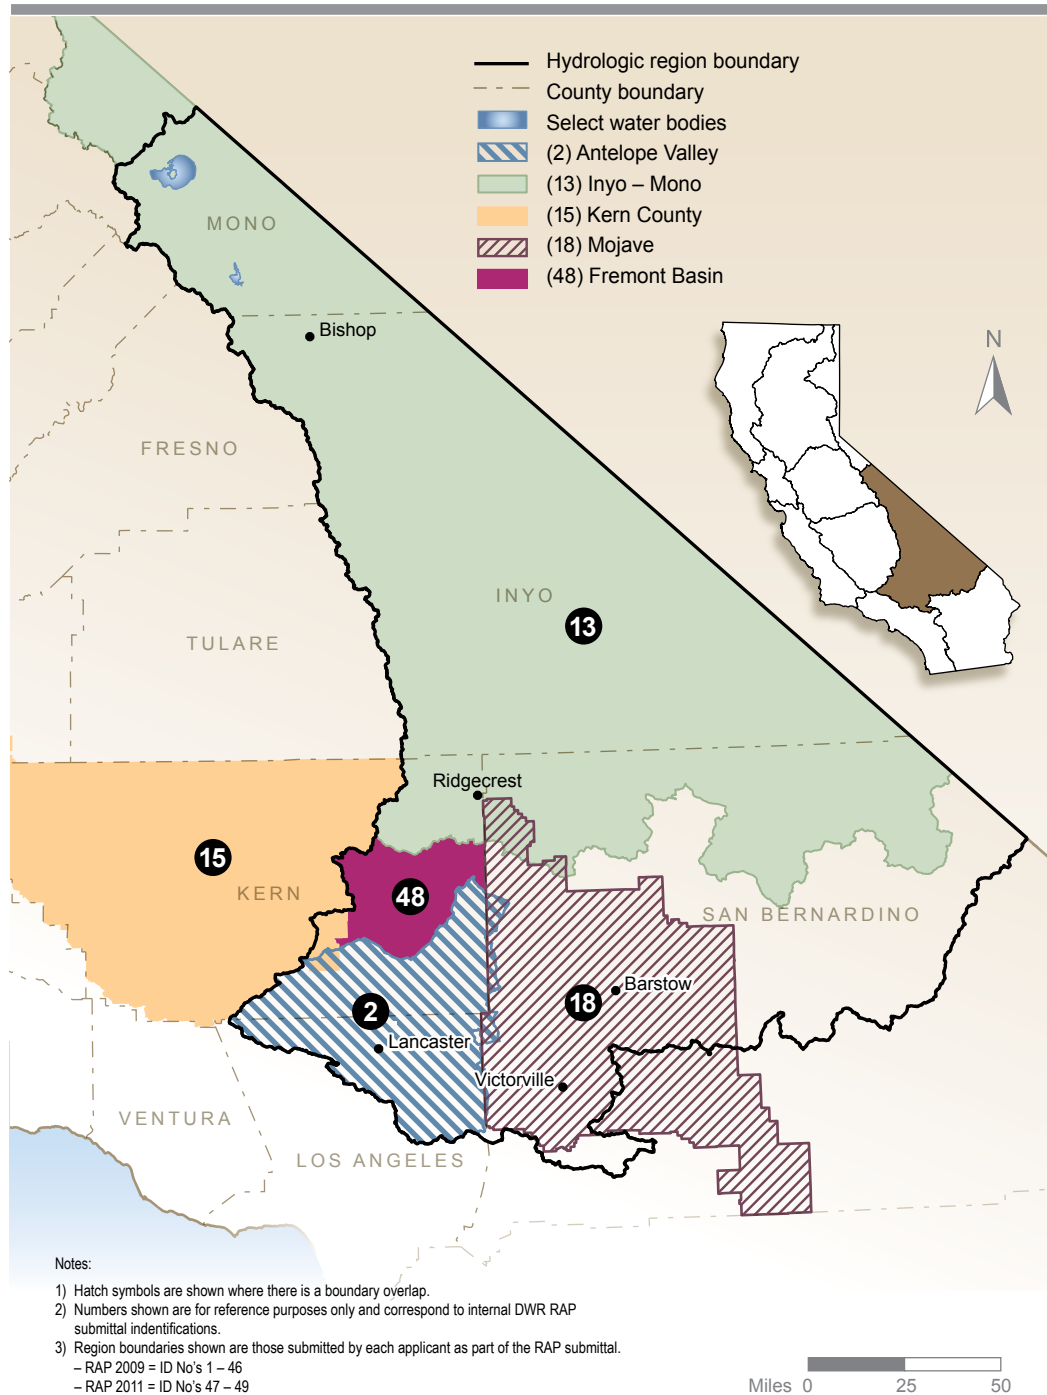 Hydrologic region boundary
County boundary
Select water bodies
(2) Antelope Valley
(13) Inyo – Mono
(15) Kern County
(18) Mojave
(48) Fremont Basin
MONO
Bishop
N
FRESNO
INYO
13
TULARE
Ridgecrest
15
KERN
48
SAN BERNARDINO
Barstow
18
2
Lancaster
Victorville
VENTURA
LOS ANGELES
Notes:
1) Hatch symbols are shown where there is a boundary overlap.
2) Numbers shown are for reference purposes only and correspond to internal DWR RAP
submittal indentifications.
3) Region boundaries shown are those submitted by each applicant as part of the RAP submittal.
– RAP 2009 = ID No's 1 – 46
– RAP 2011 = ID No's 47 – 49
Miles 0 25 50